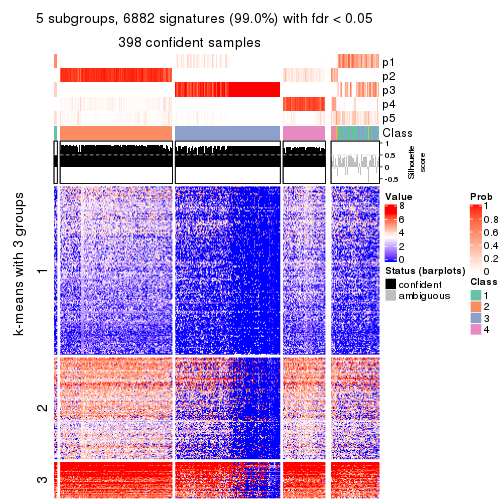 5 subgroups, 6882 signatures (99.0%) with fdr < 0.05
398 confident samples
p1
p2
p3
p4
p5
Class
1
0.5
0
-0.5
Silhouette
score
k-means with 3 groups
1
2
3
Value
8
6
4
2
0
Status (barplots)
confident
ambiguous
Prob
1
0.8
0.6
0.4
0.2
0
Class
1
2
3
4